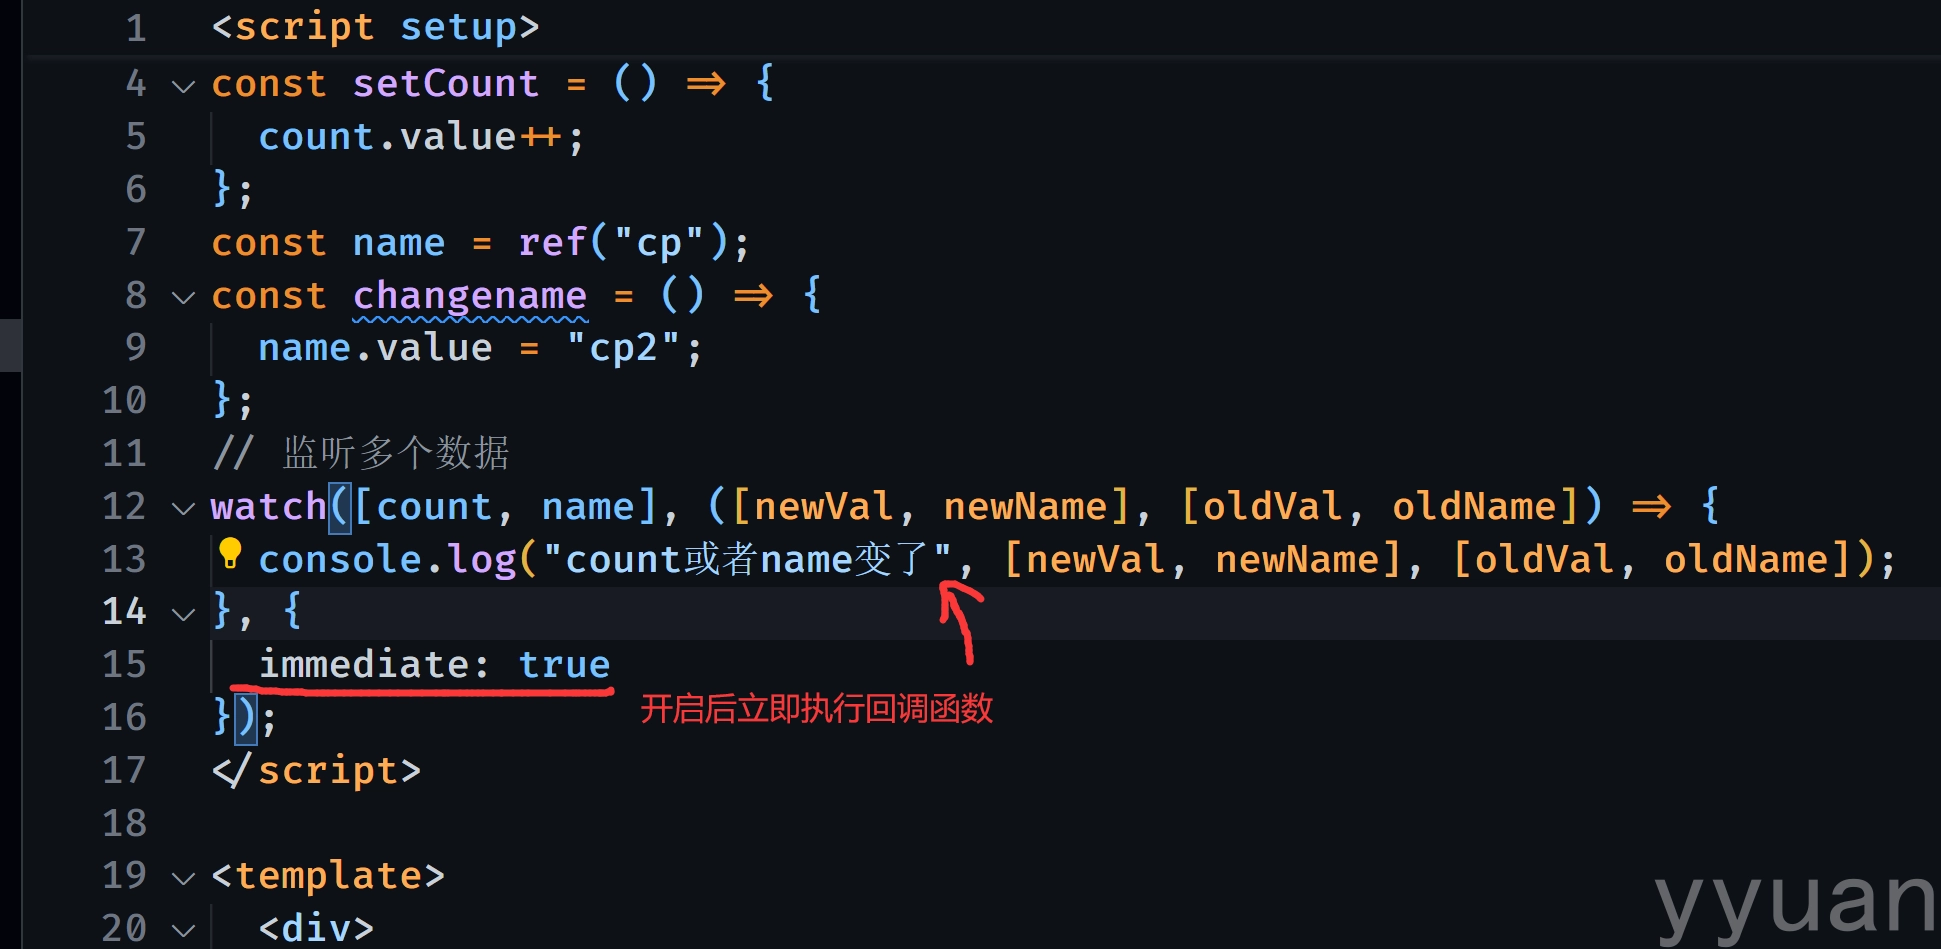 1 <script setup>
4 const setCount = () => {
5 count.value++;
6 };
7 const name = ref("cp");
8 const changename = () => {
9 name.value = "cp2";
10 };
11 // 监听多个数据
12 watch([count, name], ([newVal, newName], [oldVal, oldName]) => {
13 console.log("count或者name变了", [newVal, newName], [oldVal, oldName]);
14 }, {
15 immediate: true
16 });
开启后立即执行回调函数
17 </script>
18
19 <template>
20 <div>
yyuan